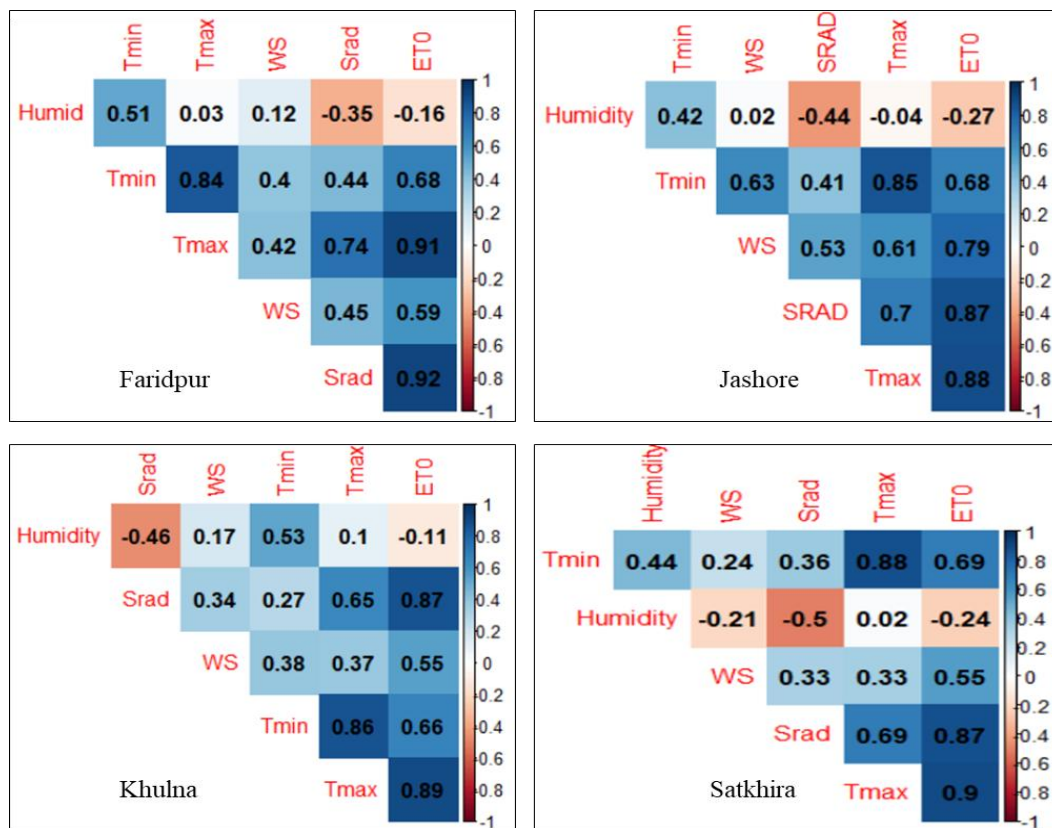 Tmin Tmax WS Srad ET0
Humid 0.51 0.03 0.12 -0.35 -0.16
Tmin 0.84 0.4 0.44 0.68
Tmax 0.42 0.74 0.91
WS 0.45 0.59
Srad 0.92
1
0.8
0.6
0.4
0.2
0
-0.2
-0.4
-0.6
-0.8
-1
Faridpur
Tmin WS SRAD Tmax ET0
Humidity 0.42 0.02 -0.44 -0.04 -0.27
Tmin 0.63 0.41 0.85 0.68
WS 0.53 0.61 0.79
SRAD 0.7 0.87
Tmax 0.88
1
0.8
0.6
0.4
0.2
0
-0.2
-0.4
-0.6
-0.8
-1
Jashore
Srad WS Tmin Tmax ET0
Humidity -0.46 0.17 0.53 0.1 -0.11
Srad 0.34 0.27 0.65 0.87
WS 0.38 0.37 0.55
Tmin 0.86 0.66
Tmax 0.89
1
0.8
0.6
0.4
0.2
0
-0.2
-0.4
-0.6
-0.8
-1
Khulna
Humidity WS Srad Tmax ET0
Tmin 0.44 0.24 0.36 0.88 0.69
Humidity -0.21 -0.5 0.02 -0.24
WS 0.33 0.33 0.55
Srad 0.69 0.87
Tmax 0.9
1
0.8
0.6
0.4
0.2
0
-0.2
-0.4
-0.6
-0.8
-1
Satkhira